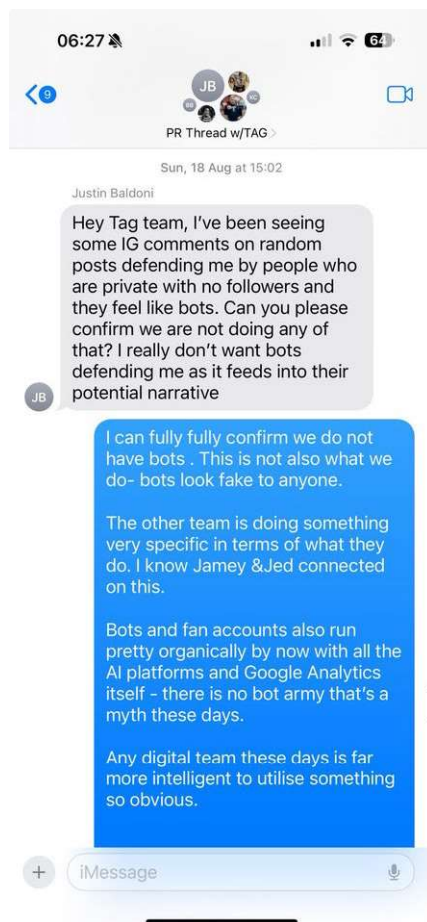 06:27
64
9
JB
PR Thread w/TAG
Sun, 18 Aug at 15:02
Justin Baldoni
Hey Tag team, I’ve been seeing
some IG comments on random
posts defending me by people who
are private with no followers and
they feel like bots. Can you please
confirm we are not doing any of
that? I really don’t want bots
defending me as it feeds into their
potential narrative
JB
I can fully fully confirm we do not
have bots . This is not also what we
do- bots look fake to anyone.
The other team is doing something
very specific in terms of what they
do. I know Jamey &Jed connected
on this.
Bots and fan accounts also run
pretty organically by now with all the
AI platforms and Google Analytics
itself - there is no bot army that’s a
myth these days.
Any digital team these days is far
more intelligent to utilise something
so obvious.
iMessage